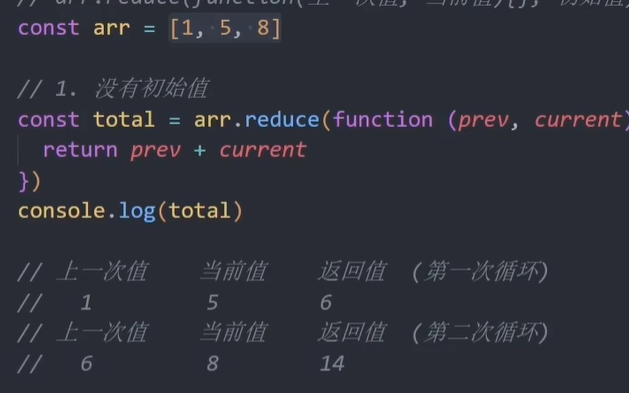 // arr.reduce(function(上一次值, 当前值){}, 初始值)
const arr = [1, 5, 8]
// 1. 没有初始值
const total = arr.reduce(function (prev, current)
return prev + current
})
console.log(total)
// 上一次值 当前值 返回值 (第一次循环)
// 1 5 6
// 上一次值 当前值 返回值 (第二次循环)
// 6 8 14